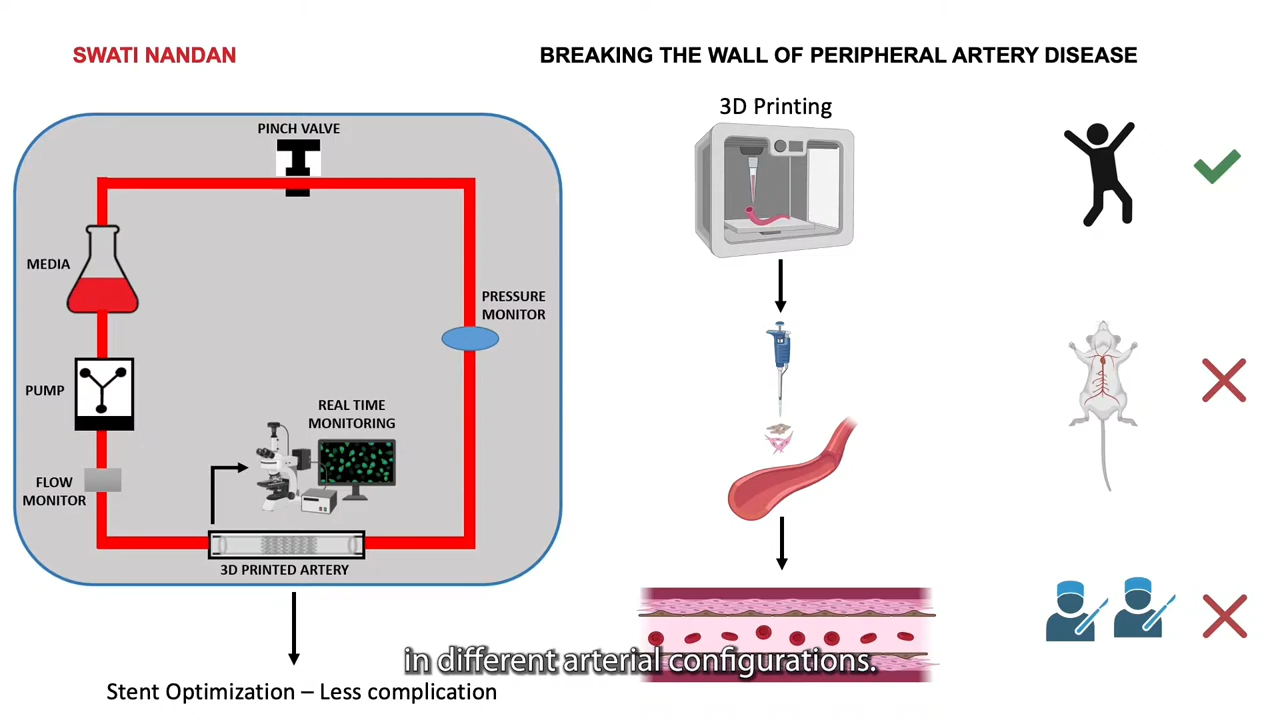 SWATI NANDAN
BREAKING THE WALL OF PERIPHERAL ARTERY DISEASE
PINCH VALVE
MEDIA
PRESSURE
MONITOR
PUMP
REAL TIME
MONITORING
FLOW
MONITOR
3D PRINTED ARTERY
Stent Optimization – Less complication
3D Printing
in different arterial configurations.